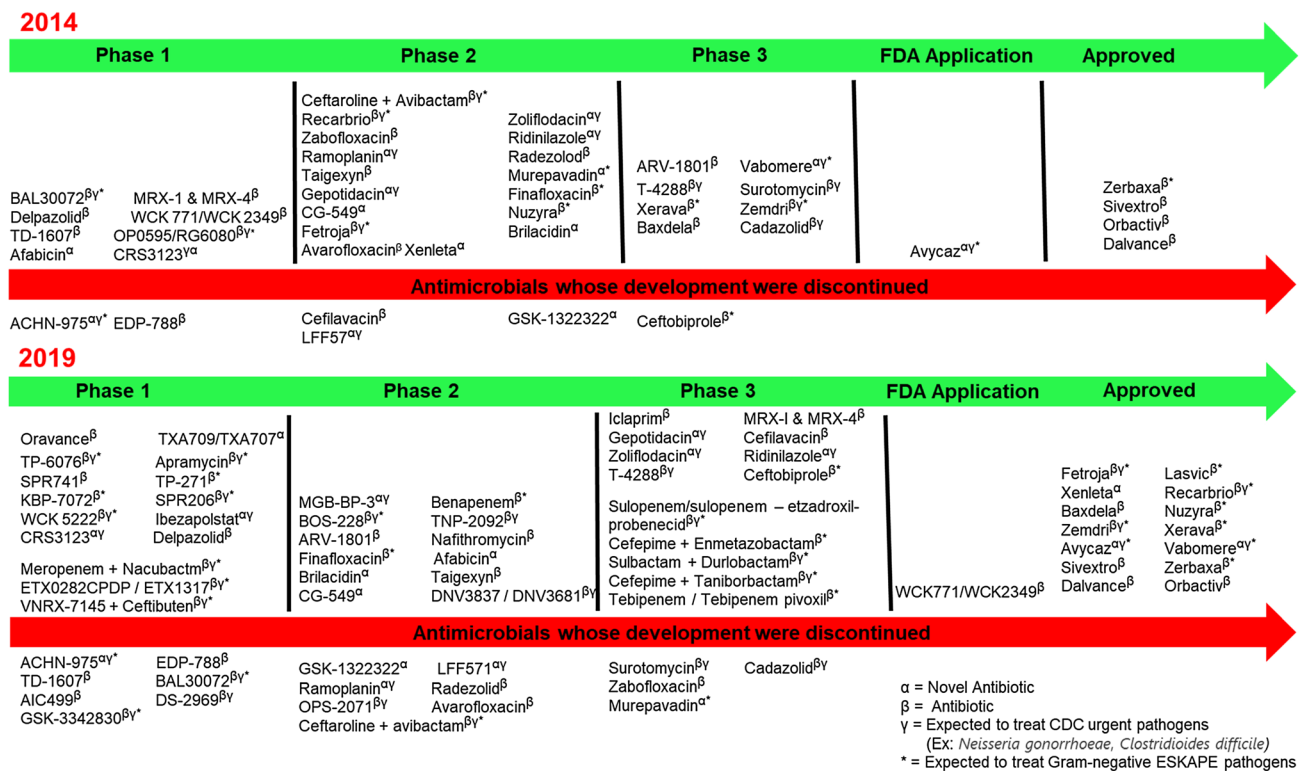 2014
Phase 1 Phase 2 Phase 3 FDA Application Approved
BAL30072βγ* MRX-1 & MRX-4β
Delpazolidβ WCK 771/WCK 2349β
TD-1607β OP0595/RG6080βγ*
Afabicinα CRS3123γα
Ceftaroline + Avibactamβγ*
Recarbrioβγ* Zoliflodacinαγ
Zabofloxacinβ Ridinilazoleαγ
Ramoplaninαγ Radezolodβ
Taigexynβ Murepavadinα*
Gepotidacinαγ Finafloxacinβ*
CG-549α Nuzyraβ*
Fetrojaβγ* Brilacidinα
Avarofloxacinβ Xenletaα
ARV-1801β Vabomereαγ*
T-4288βγ Surotomycinβγ
Xeravaβ* Zemdriβγ*
Baxdelaβ Cadazolidβγ
Avycazαγ*
Zerbaxaβ*
Sivextroβ
Orbactivβ
Dalvanceβ
Antimicrobials whose development were discontinued
ACHN-975αγ* EDP-788β
Cefilavacinβ GSK-1322322α
LFF57αγ
Ceftobiproleβ*
2019
Phase 1 Phase 2 Phase 3 FDA Application Approved
Oravanceβ TXA709/TXA707α
TP-6076βγ* Apramycinβγ*
SPR741β TP-271β*
KBP-7072β* SPR206βγ*
WCK 5222βγ* Ibezapolstatαγ
CRS3123αγ Delpazolidβ
Meropenem + Nacubactmβγ*
ETX0282CPDP / ETX1317βγ*
VNRX-7145 + Ceftibutenβγ*
MGB-BP-3αγ Benapenemβ*
BOS-228βγ* TNP-2092βγ
ARV-1801β Nafithromycinβ
Finafloxacinβ* Afabicinα
Brilacidinα Taigexynβ
CG-549α DNV3837 / DNV3681βγ
Iclaprimβ MRX-I & MRX-4β
Gepotidacinαγ Cefilavacinβ
Zoliflodacinαγ Ridinilazoleαγ
T-4288βγ Ceftobiproleβ*
Sulopenem/sulopenem – etzadroxil-
probenecidβγ*
Cefepime + Enmetazobactamβ*
Sulbactam + Durlobactamβγ*
Cefepime + Taniborbactamβγ*
Tebipenem / Tebipenem pivoxilβ*
WCK771/WCK2349β
Fetrojaβγ* Lasvicβ*
Xenletaα Recarbrioβγ*
Baxdelaβ Nuzyraβ*
Zemdriβγ* Xeravaβ*
Avycazαγ* Vabomereαγ*
Sivextroβ Zerbaxaβ*
Dalvanceβ Orbactivβ
Antimicrobials whose development were discontinued
ACHN-975αγ* EDP-788β
TD-1607β BAL30072βγ*
AIC499β DS-2969βγ
GSK-3342830βγ*
GSK-1322322α LFF571αγ
Ramoplaninαγ Radezolidβ
OPS-2071βγ Avarofloxacinβ
Ceftaroline + avibactamβγ*
Surotomycinβγ Cadazolidβγ
Zabofloxacinβ
Murepavadinα*
α = Novel Antibiotic
β = Antibiotic
γ = Expected to treat CDC urgent pathogens
(Ex: Neisseria gonorrhoeae, Clostridioides difficile)
* = Expected to treat Gram-negative ESKAPE pathogens